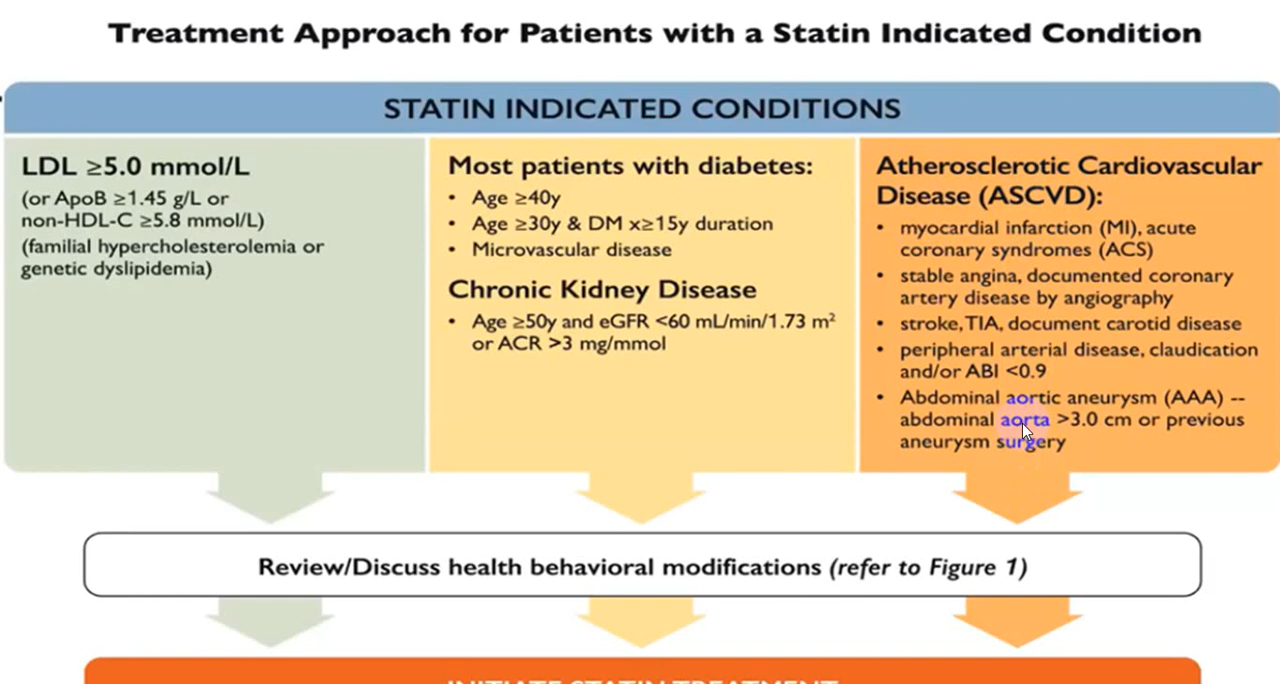 Treatment Approach for Patients with a Statin Indicated Condition
STATIN INDICATED CONDITIONS
LDL ≥5.0 mmol/L
(or ApoB ≥1.45 g/L or
non-HDL-C ≥5.8 mmol/L)
(familial hypercholesterolemia or
genetic dyslipidemia)
Most patients with diabetes:
• Age ≥40y
• Age ≥30y & DM x≥15y duration
• Microvascular disease
Chronic Kidney Disease
• Age ≥50y and eGFR <60 mL/min/1.73 m²
or ACR >3 mg/mmol
Atherosclerotic Cardiovascular
Disease (ASCVD):
• myocardial infarction (MI), acute
coronary syndromes (ACS)
• stable angina, documented coronary
artery disease by angiography
• stroke, TIA, document carotid disease
• peripheral arterial disease, claudication
and/or ABI <0.9
• Abdominal aortic aneurysm (AAA) --
abdominal aorta >3.0 cm or previous
aneurysm surgery
Review/Discuss health behavioral modifications (refer to Figure 1)
INITIATE STATIN TREATMENT